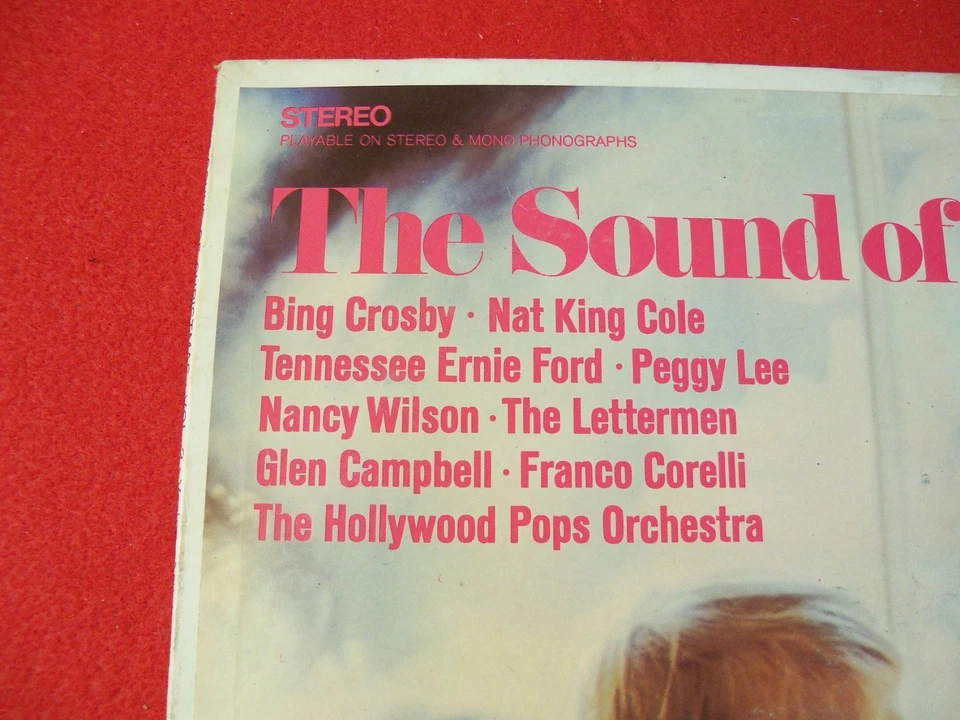 STEREO
PLAYABLE ON STEREO & MONO PHONOGRAPHS
The Sound of
Bing Crosby · Nat King Cole
Tennessee Ernie Ford · Peggy Lee
Nancy Wilson · The Lettermen
Glen Campbell · Franco Corelli
The Hollywood Pops Orchestra